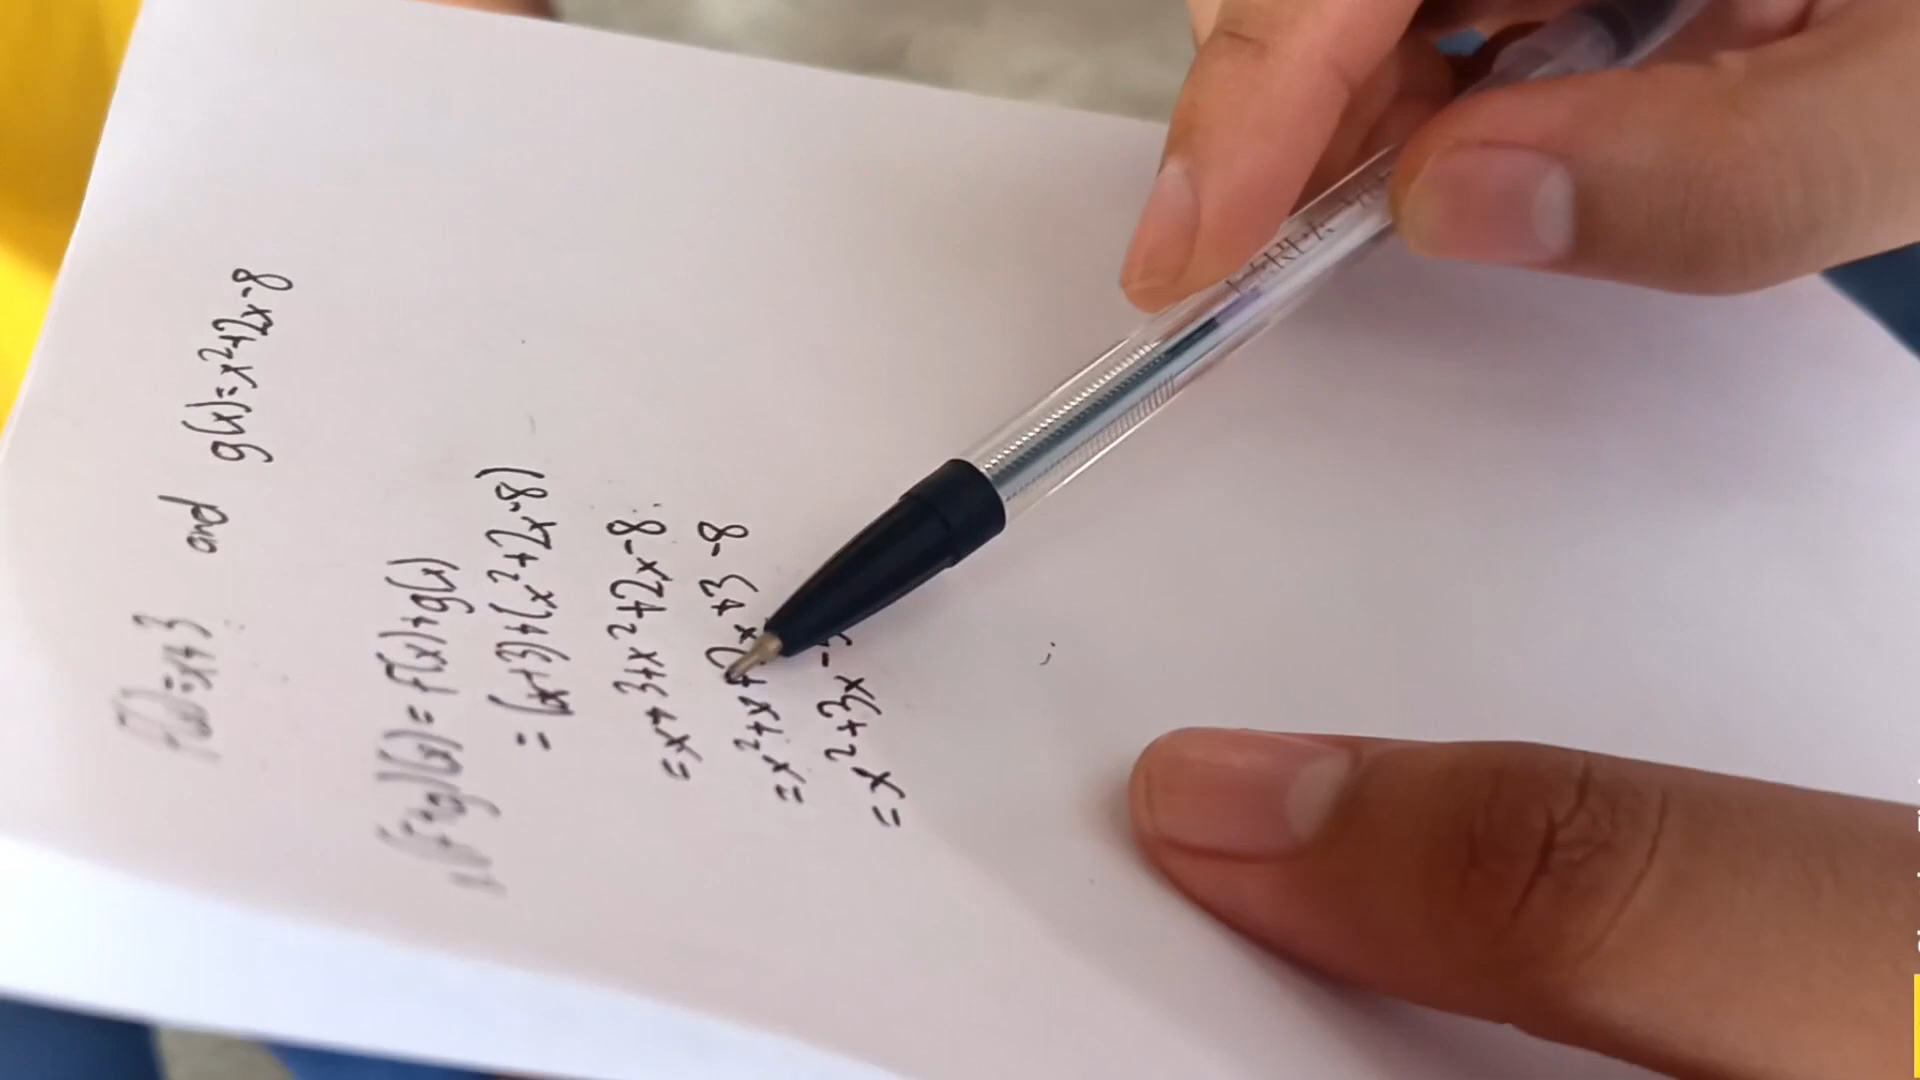 F(x)=x+3 and g(x)=x²+2x-8
(F+g)(x)=F(x)+g(x)
=(x+3)+(x²+2x-8)
=x+3+x²+2x-8
=x²+x+2x+3-8
=x²+3x-5